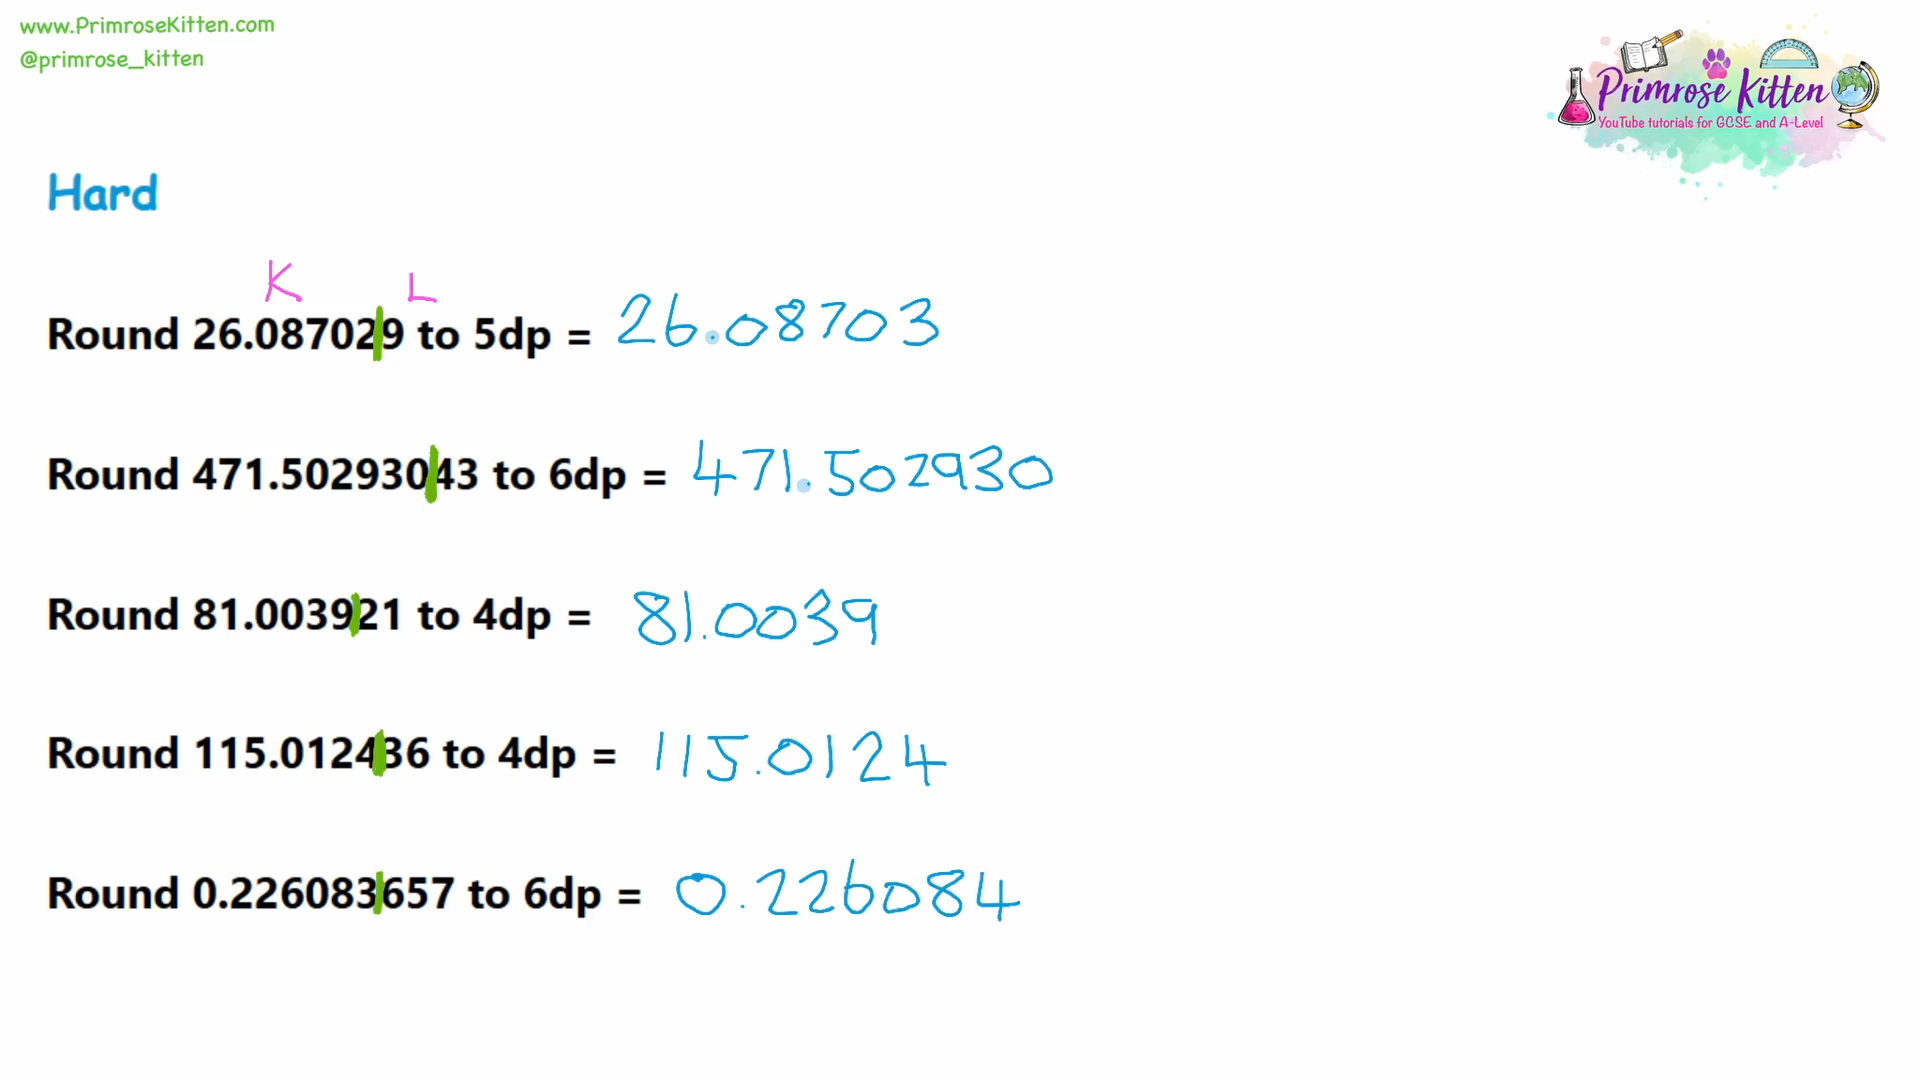 www.PrimroseKitten.com
@primrose_kitten
Primrose Kitten
YouTube tutorials for GCSE and A-Level
Hard
K L
Round 26.087029 to 5dp = 26.08703
Round 471.50293043 to 6dp = 471.502930
Round 81.003921 to 4dp = 81.0039
Round 115.012436 to 4dp = 115.0124
Round 0.226083657 to 6dp = 0.226084